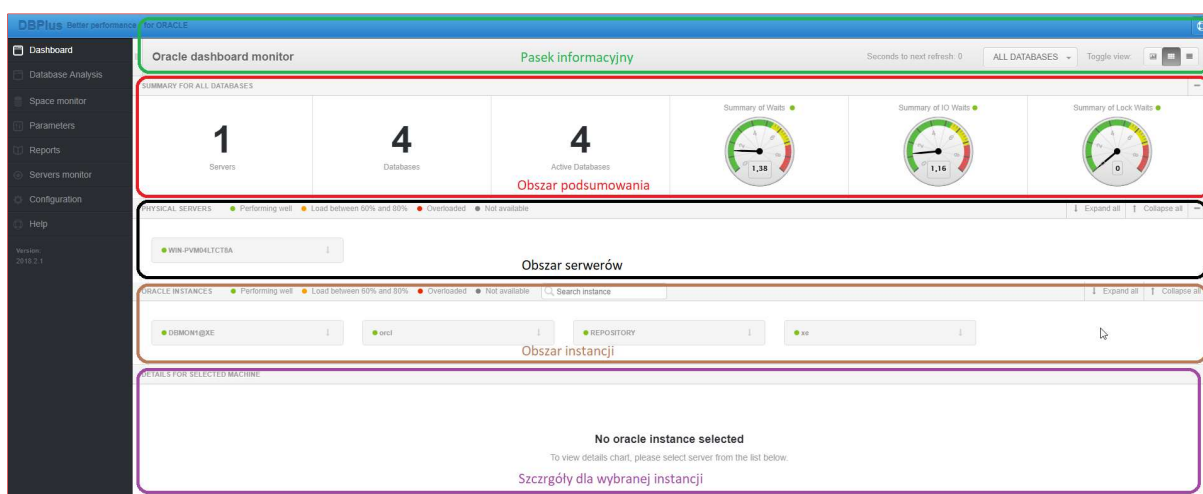 DBPlus Better performance for ORACLE
Dashboard
Database Analysis
Space monitor
Parameters
Reports
Servers monitor
Configuration
Help
Version:
2018.2.1
Oracle dashboard monitor
Pasek informacyjny
Seconds to next refresh: 0
ALL DATABASES
Toggle view:
SUMMARY FOR ALL DATABASES
1
Servers
4
Databases
4
Active Databases
Summary of Waits
1,38
Summary of IO Waits
1,16
Summary of Lock Waits
0
Obszar podsumowania
PHYSICAL SERVERS Performing well Load between 60% and 80% Overloaded Not available Expand all Collapse all
WIN-PVM04LTCT8A
Obszar serwerów
ORACLE INSTANCES Performing well Load between 60% and 80% Overloaded Not available Search instance Expand all Collapse all
DBMON1@XE orcl REPOSITORY xe
Obszar instancji
DETAILS FOR SELECTED MACHINE
No oracle instance selected
To view details chart, please select server from the list below.
Szczrgóły dla wybranej instancji